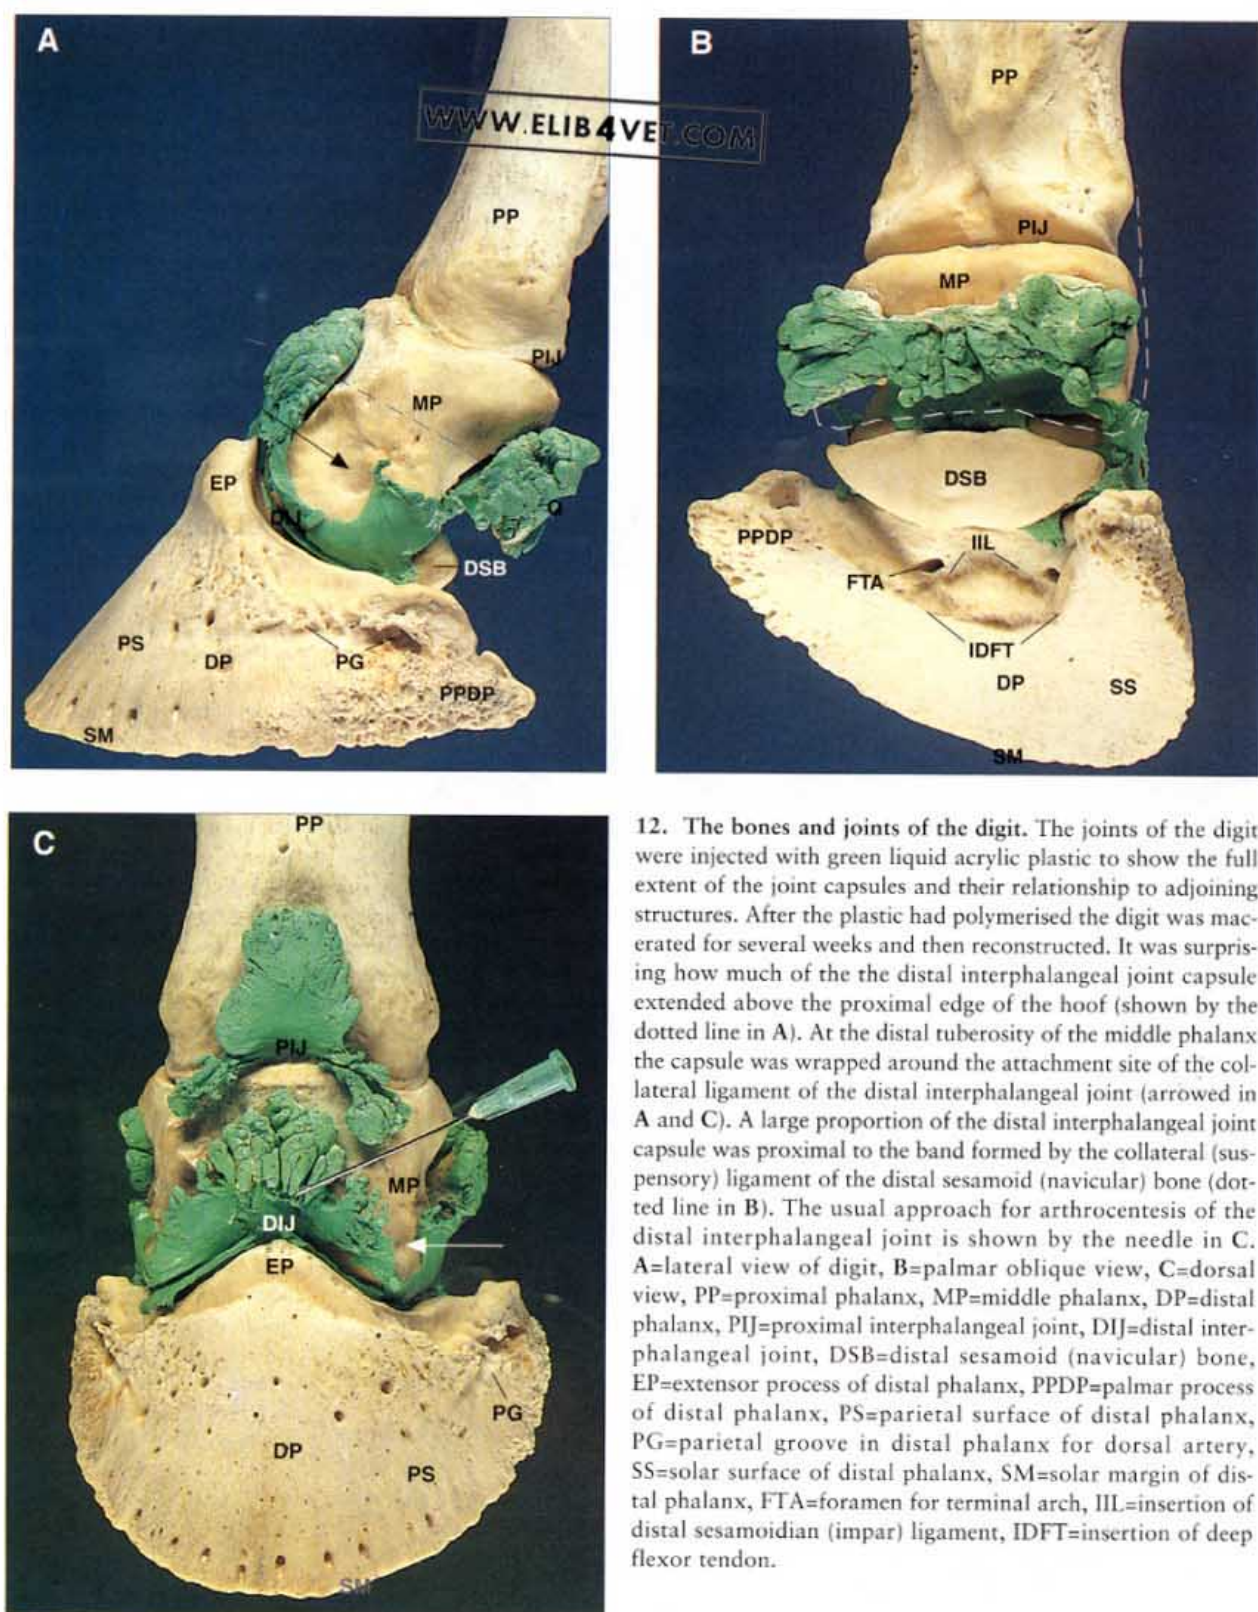 A
WWW.ELIB4VET.COM
PP
PIJ
MP
EP
DIJ
Q
DSB
PS
DP
PG
PPDP
SM
B
PP
PIJ
MP
DSB
PPDP
IIL
FTA
IDFT
DP
SS
SM
C
PP
PIJ
MP
DIJ
EP
PG
DP
PS
SM
12. The bones and joints of the digit. The joints of the digit
were injected with green liquid acrylic plastic to show the full
extent of the joint capsules and their relationship to adjoining
structures. After the plastic had polymerised the digit was mac-
erated for several weeks and then reconstructed. It was surpris-
ing how much of the the distal interphalangeal joint capsule
extended above the proximal edge of the hoof (shown by the
dotted line in A). At the distal tuberosity of the middle phalanx
the capsule was wrapped around the attachment site of the col-
lateral ligament of the distal interphalangeal joint (arrowed in
A and C). A large proportion of the distal interphalangeal joint
capsule was proximal to the band formed by the collateral (sus-
pensory) ligament of the distal sesamoid (navicular) bone (dot-
ted line in B). The usual approach for arthrocentesis of the
distal interphalangeal joint is shown by the needle in C.
A=lateral view of digit, B=palmar oblique view, C=dorsal
view, PP=proximal phalanx, MP=middle phalanx, DP=distal
phalanx, PIJ=proximal interphalangeal joint, DIJ=distal inter-
phalangeal joint, DSB=distal sesamoid (navicular) bone,
EP=extensor process of distal phalanx, PPDP=palmar process
of distal phalanx, PS=parietal surface of distal phalanx,
PG=parietal groove in distal phalanx for dorsal artery,
SS=solar surface of distal phalanx, SM=solar margin of dis-
tal phalanx, FTA=foramen for terminal arch, IIL=insertion of
distal sesamoidian (impar) ligament, IDFT=insertion of deep
flexor tendon.